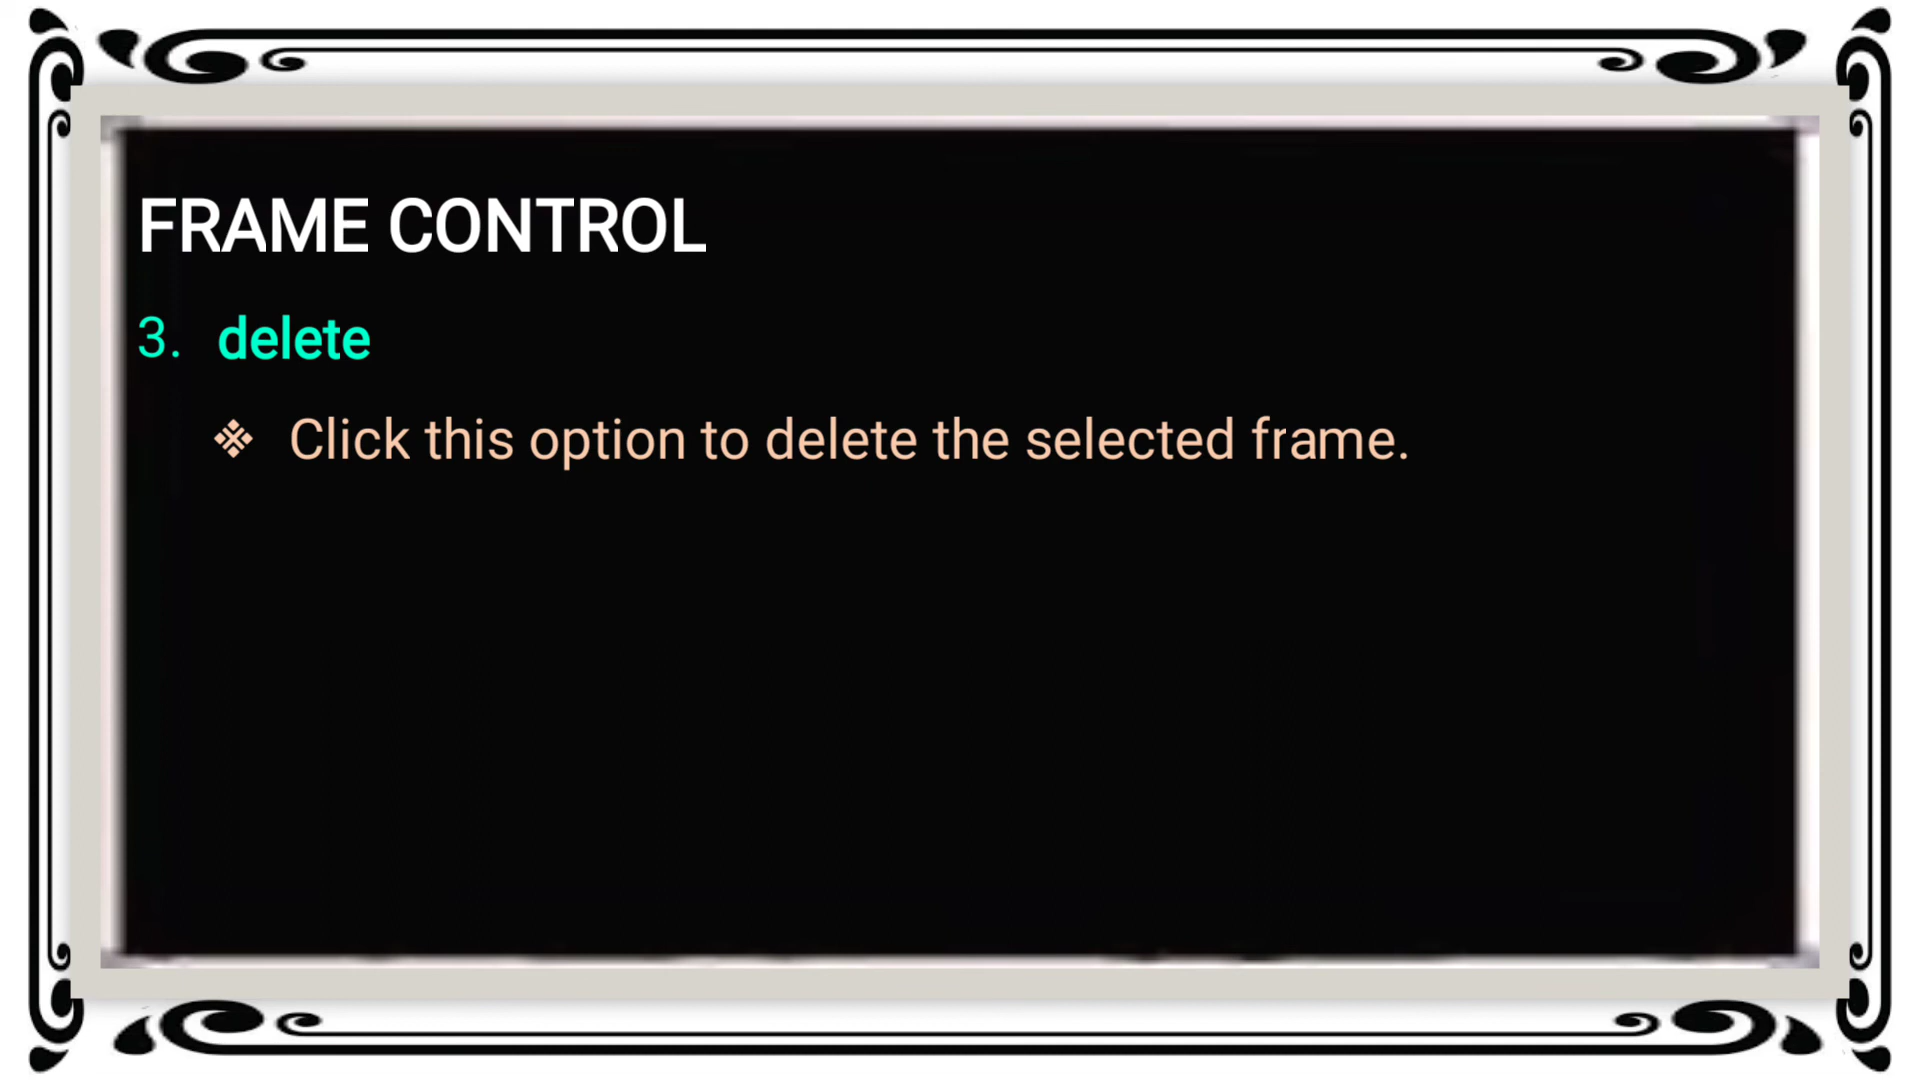 FRAME CONTROL
3. delete
❖ Click this option to delete the selected frame.